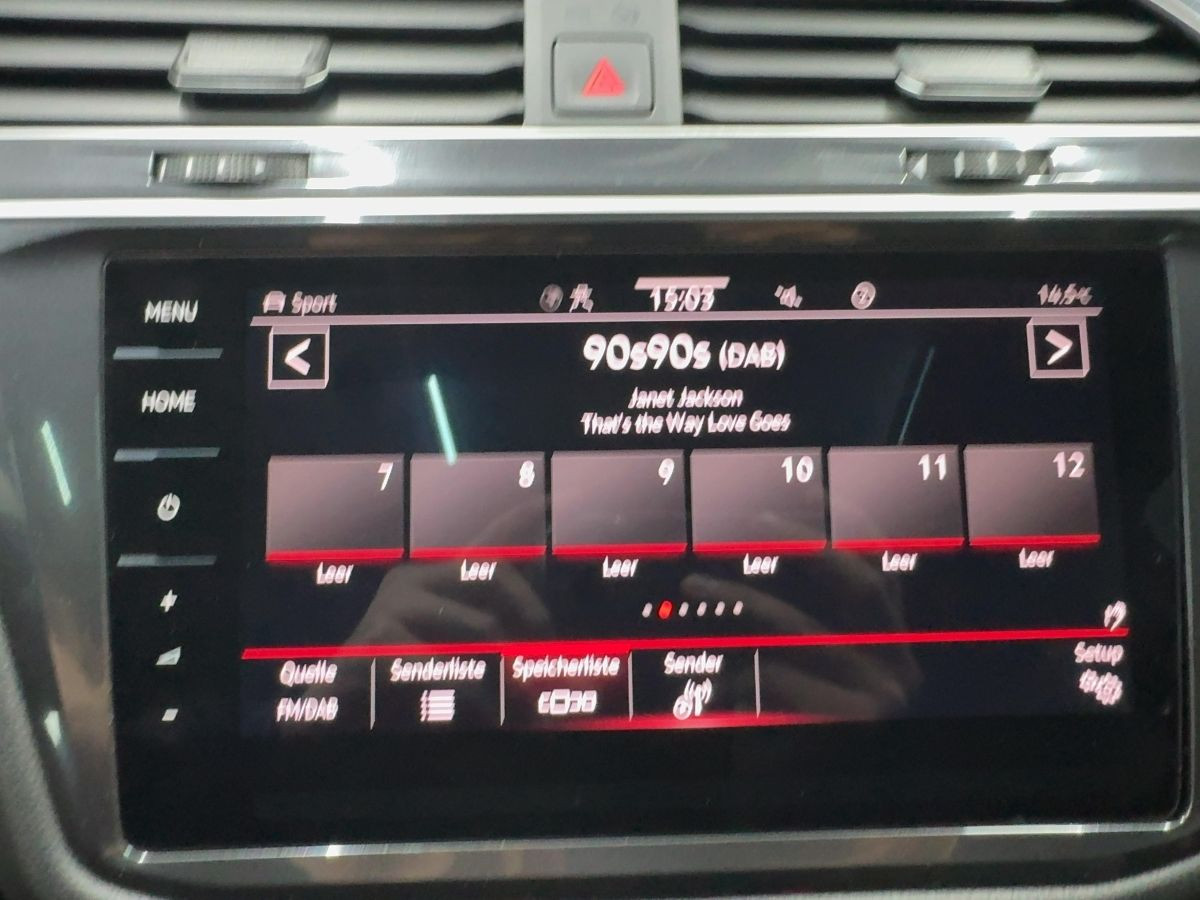 MENU
HOME
Sport
15:03
90s90s (DAB)
Janet Jackson
That's the Way Love Goes
7 8 9 10 11 12
Leer Leer Leer Leer Leer Leer
Quelle Senderliste Speicherliste Sender Setup
FM/DAB